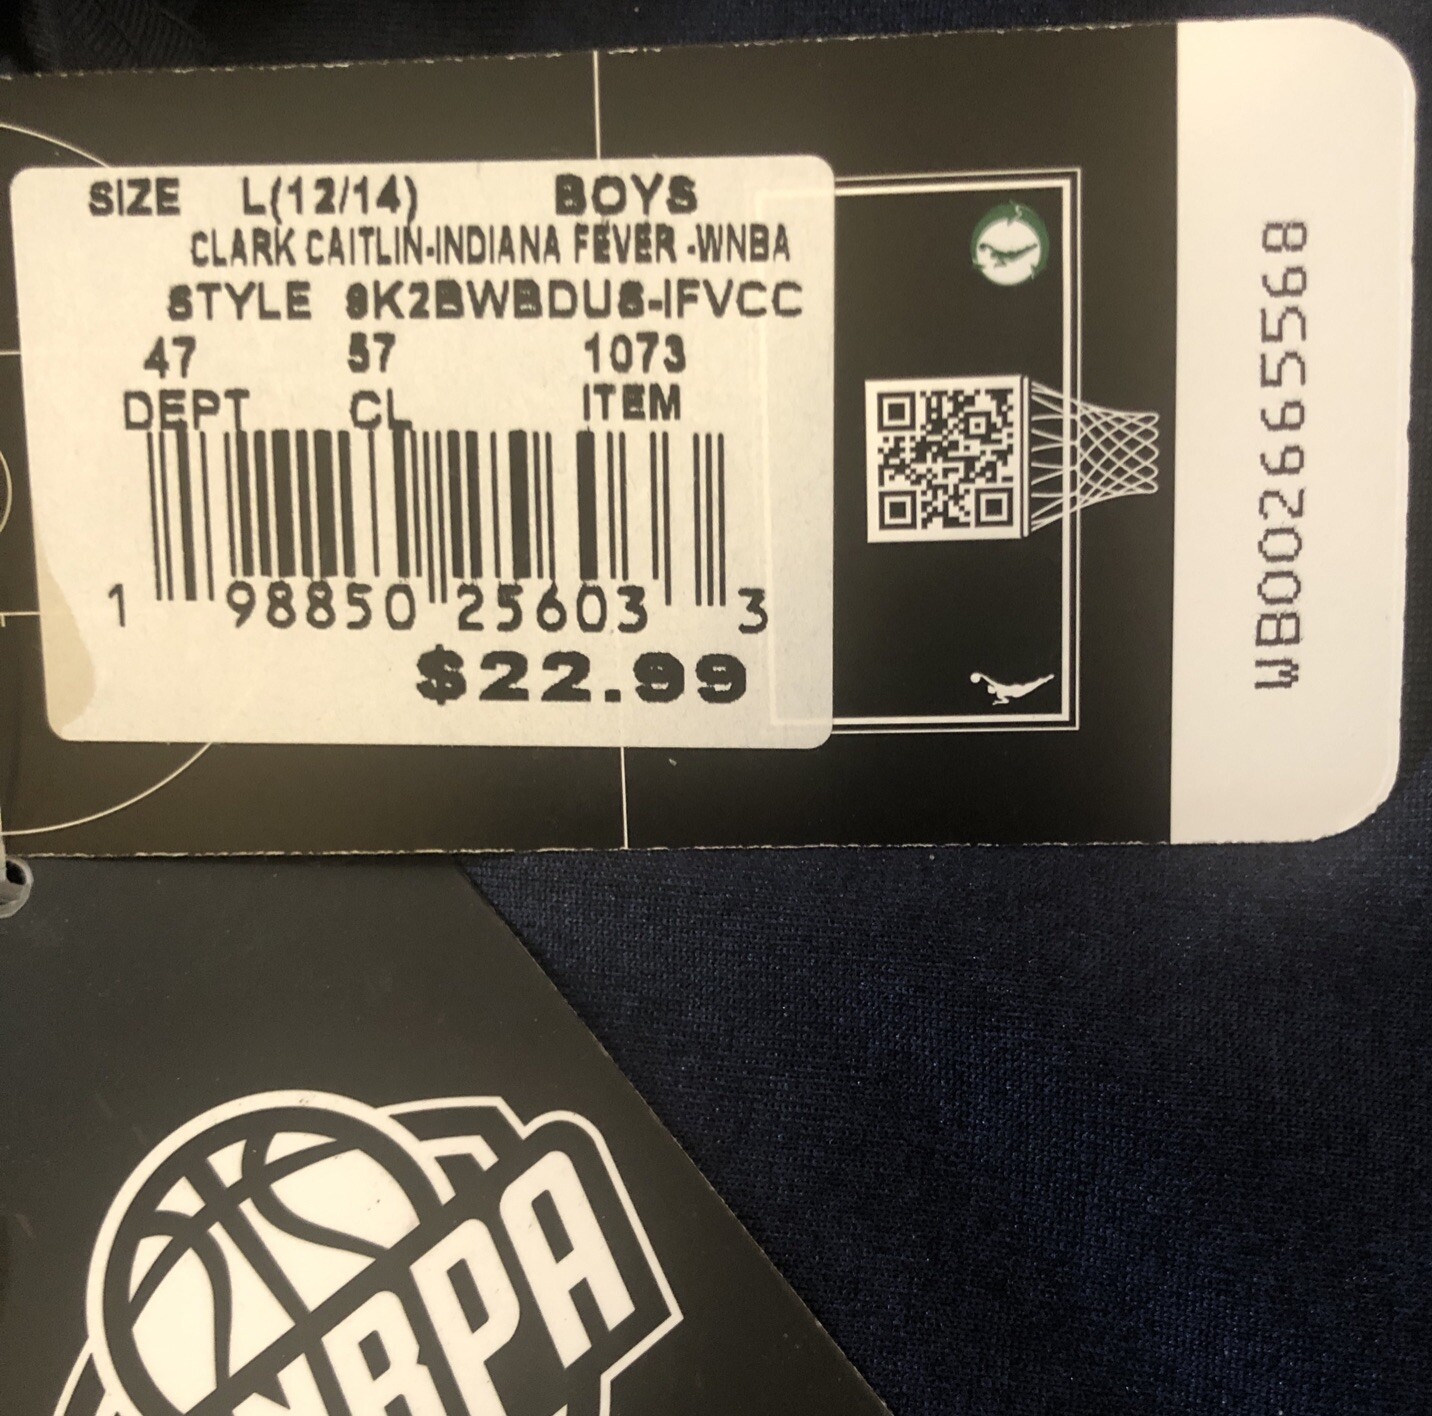 SIZE L(12/14) BOYS
CLARK CAITLIN-INDIANA FEVER -WNBA
STYLE 9K2BWBDUS-IFVCC
47 57 1073
DEPT CL ITEM
1 98850 25603 3
$22.99
WB002665568
NBPA